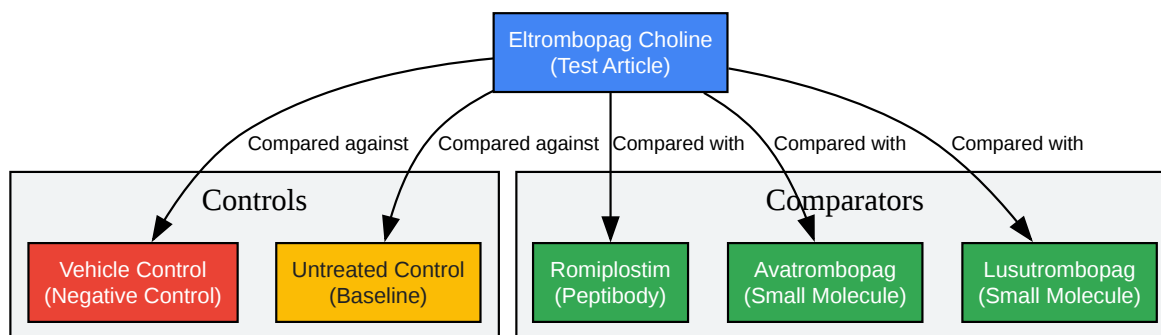 Eltrombopag Choline
(Test Article)
Compared against
Compared against
Compared with
Compared with
Compared with
Controls
Comparators
Vehicle Control
(Negative Control)
Untreated Control
(Baseline)
Romiplostim
(Peptibody)
Avatrombopag
(Small Molecule)
Lusutrombopag
(Small Molecule)